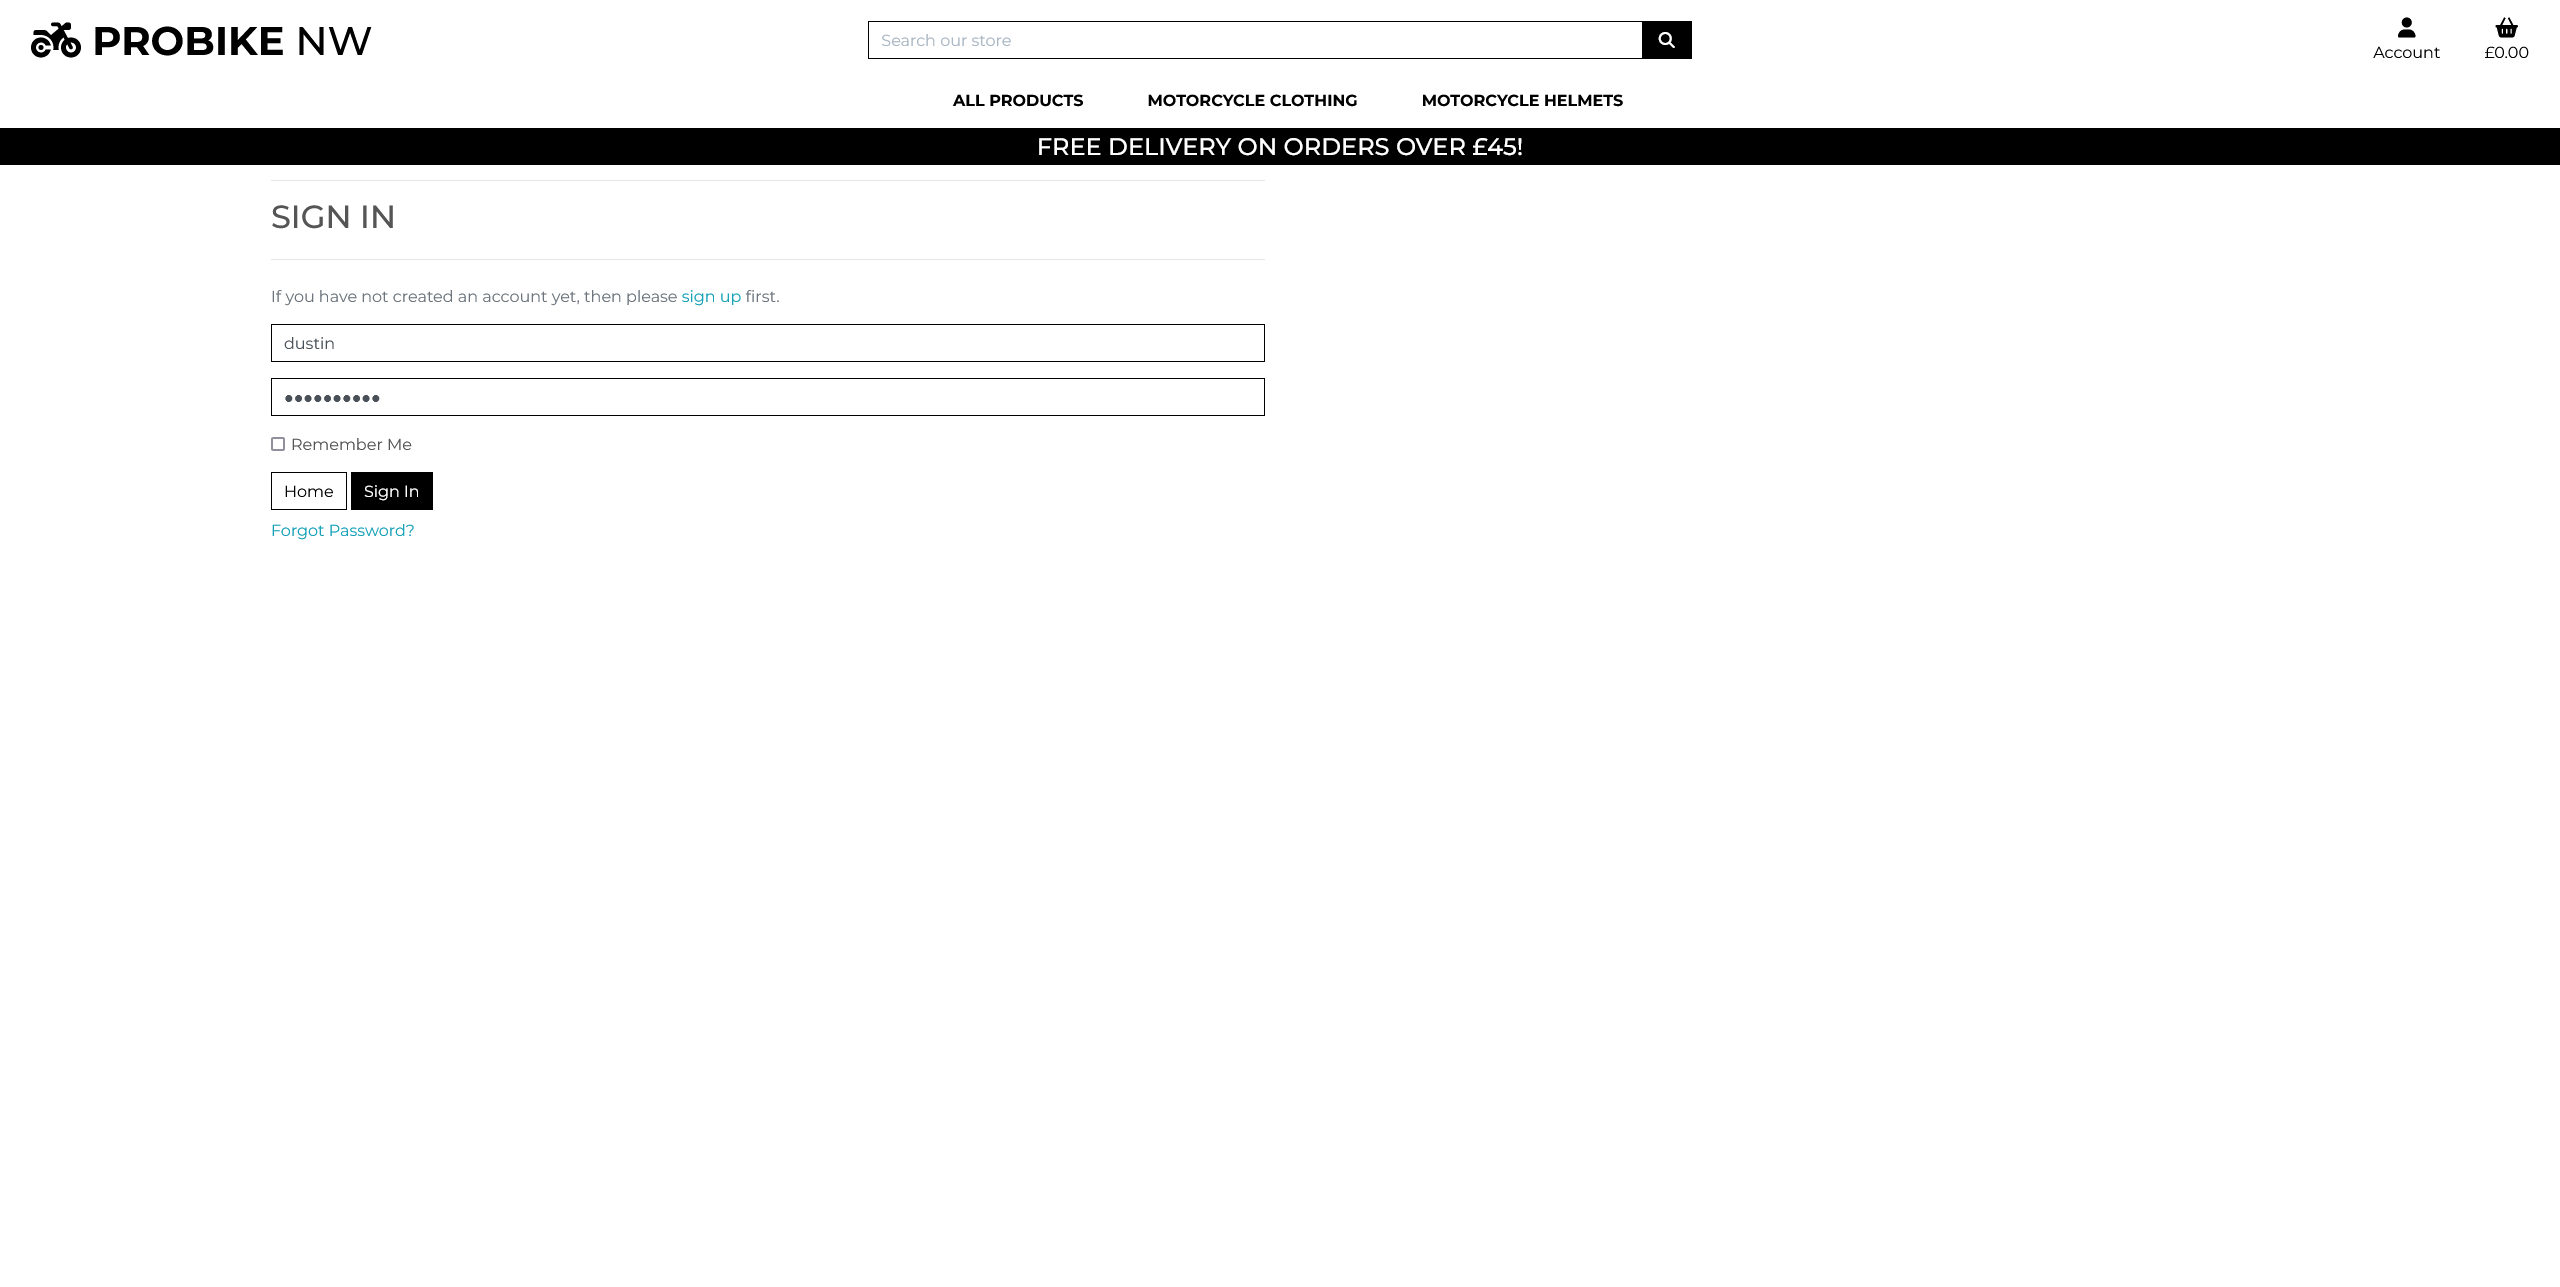 PROBIKE NW
Search our store
Account
£0.00
ALL PRODUCTS MOTORCYCLE CLOTHING MOTORCYCLE HELMETS
FREE DELIVERY ON ORDERS OVER £45!
SIGN IN
If you have not created an account yet, then please sign up first.
dustin
••••••••••
Remember Me
Home Sign In
Forgot Password?